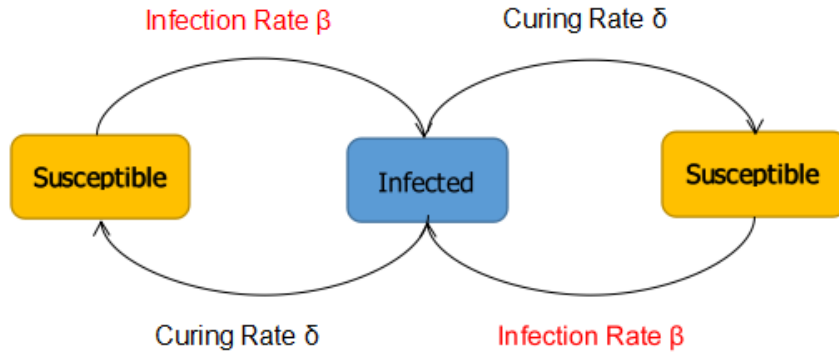 Infection Rate β
Curing Rate δ
Susceptible
Infected
Susceptible
Curing Rate δ
Infection Rate β